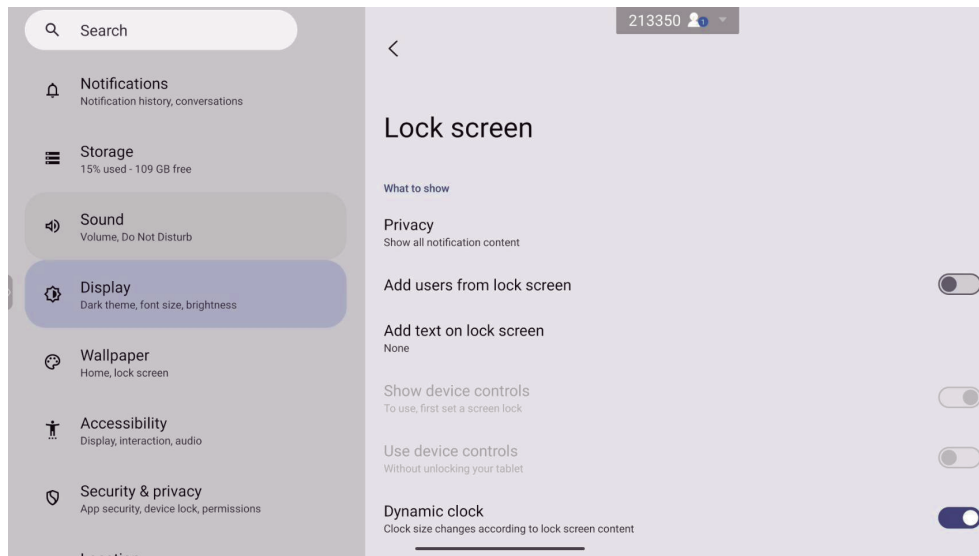 Search
Notifications
Notification history, conversations
Storage
15% used - 109 GB free
Sound
Volume, Do Not Disturb
Display
Dark theme, font size, brightness
Wallpaper
Home, lock screen
Accessibility
Display, interaction, audio
Security & privacy
App security, device lock, permissions
213350
1
Lock screen
What to show
Privacy
Show all notification content
Add users from lock screen
Add text on lock screen
None
Show device controls
To use, first set a screen lock
Use device controls
Without unlocking your tablet
Dynamic clock
Clock size changes according to lock screen content